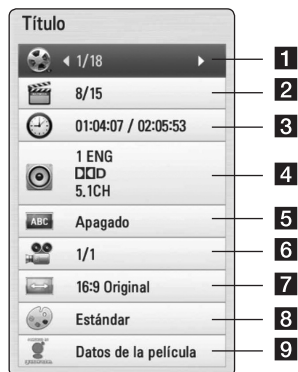 Título
1/18
1
8/15
2
01:04:07 / 02:05:53
3
1 ENG
DD D
5.1CH
4
ABC
Apagado
5
1/1
6
16:9 Original
7
Estándar
8
Datos de la película
9